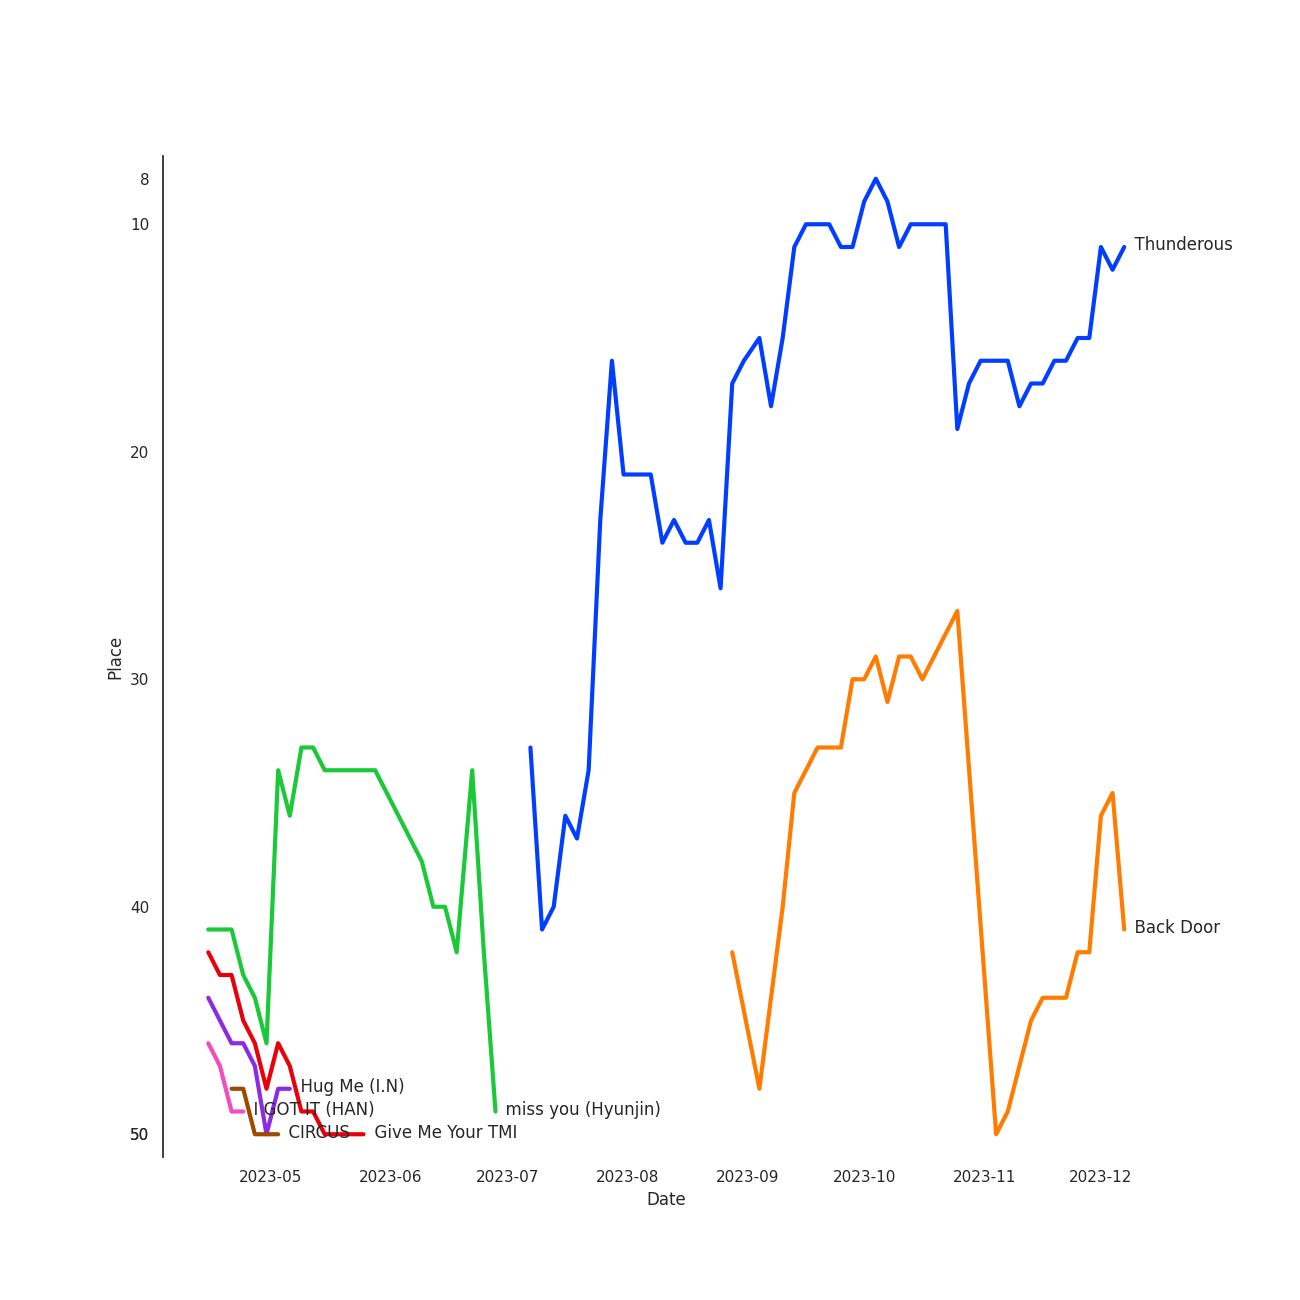 8
10
20
30
40
50
Place
Thunderous
Back Door
Hug Me (I.N)
I GOT IT (HAN)
miss you (Hyunjin)
CIRCUS
Give Me Your TMI
2023-05 2023-06 2023-07 2023-08 2023-09 2023-10 2023-11 2023-12
Date